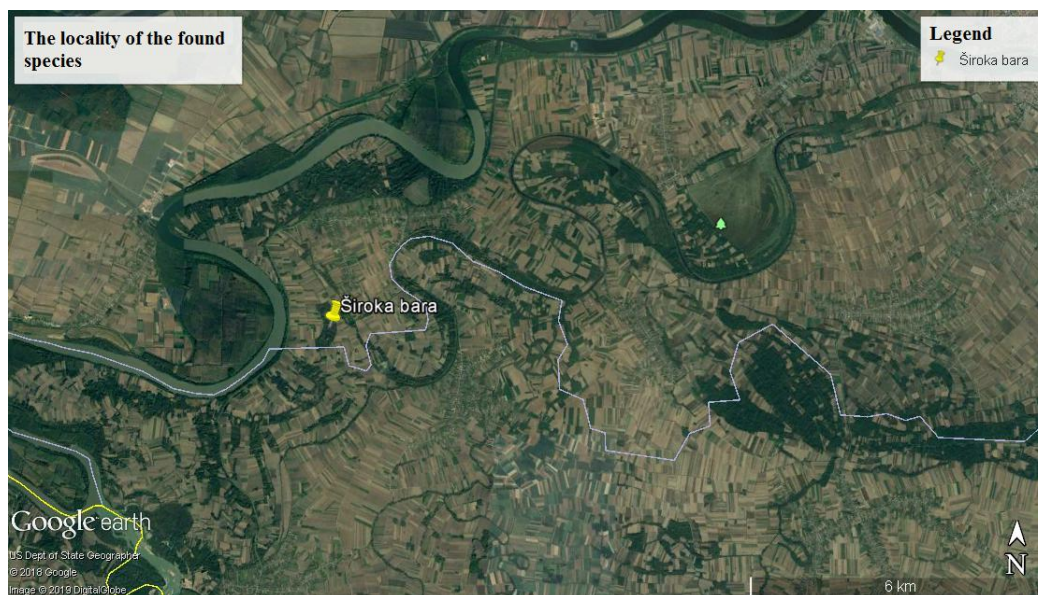 The locality of the found
species
Legend
Široka bara
Široka bara
Google earth
US Dept of State Geographer
© 2018 Google
Image © 2019 DigitalGlobe
N
6 km